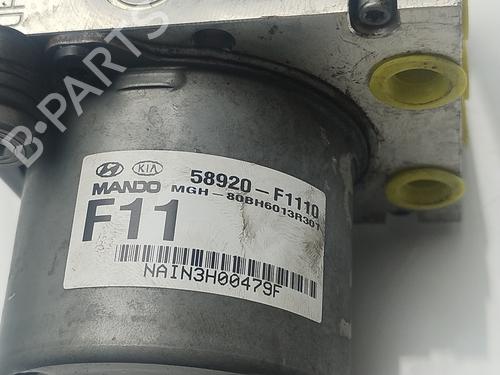 B-PARTS
KIA 58920-F1110
MANDO MGH-80BH6013R301
F11
NAIN3H00479F